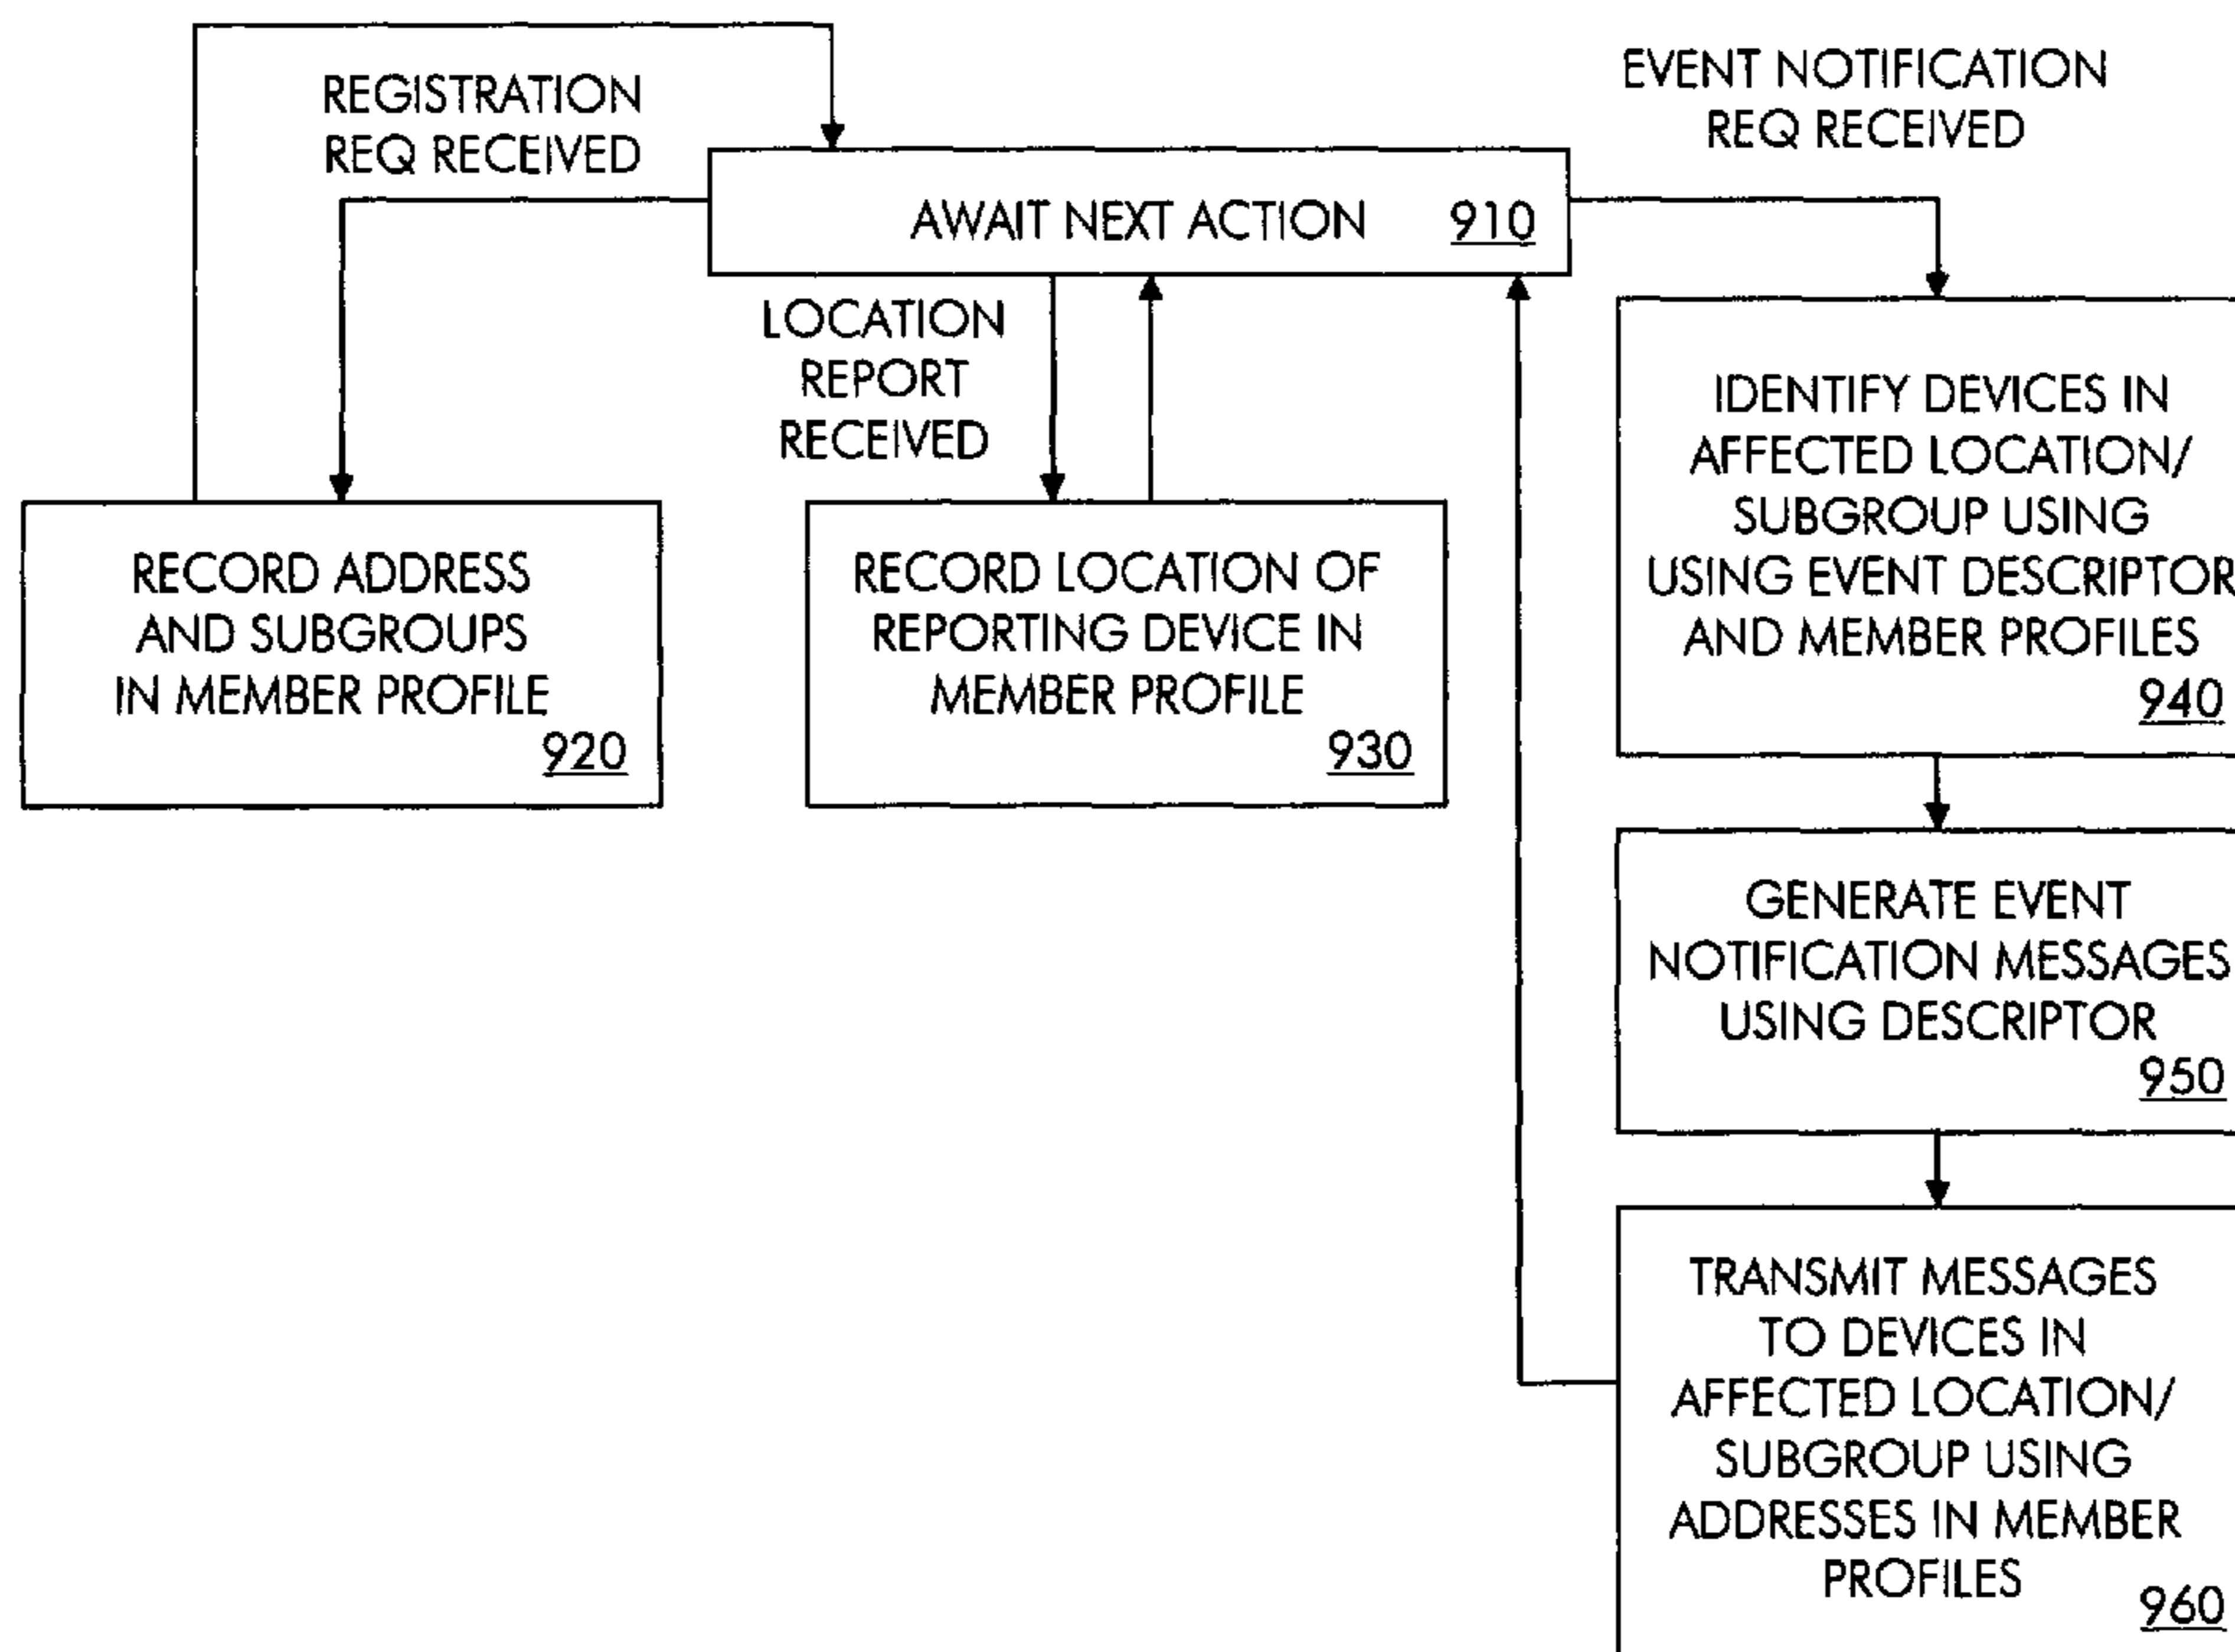 REGISTRATION
REQ RECEIVED
EVENT NOTIFICATION
REQ RECEIVED
AWAIT NEXT ACTION 910
LOCATION
REPORT
RECEIVED
RECORD ADDRESS
AND SUBGROUPS
IN MEMBER PROFILE
920
RECORD LOCATION OF
REPORTING DEVICE IN
MEMBER PROFILE
930
IDENTIFY DEVICES IN
AFFECTED LOCATION/
SUBGROUP USING
USING EVENT DESCRIPTOR
AND MEMBER PROFILES
940
GENERATE EVENT
NOTIFICATION MESSAGES
USING DESCRIPTOR
950
TRANSMIT MESSAGES
TO DEVICES IN
AFFECTED LOCATION/
SUBGROUP USING
ADDRESSES IN MEMBER
PROFILES
960